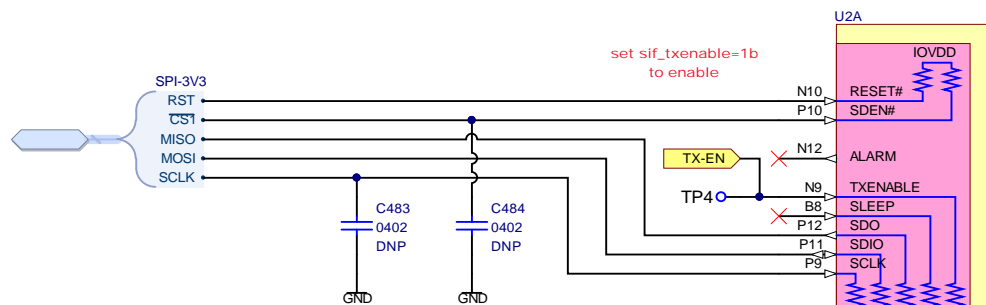 U2A
set sif_txenable=1b
to enable
IOVDD
SPI-3V3
RST
N10
RESET#
CS1
P10
SDEN#
MISO
N12
ALARM
MOSI
TX-EN
SCLK
TP4
N9
TXENABLE
B8
SLEEP
C483
0402
DNP
C484
0402
DNP
P12
SDO
P11
SDIO
P9
SCLK
GND
GND